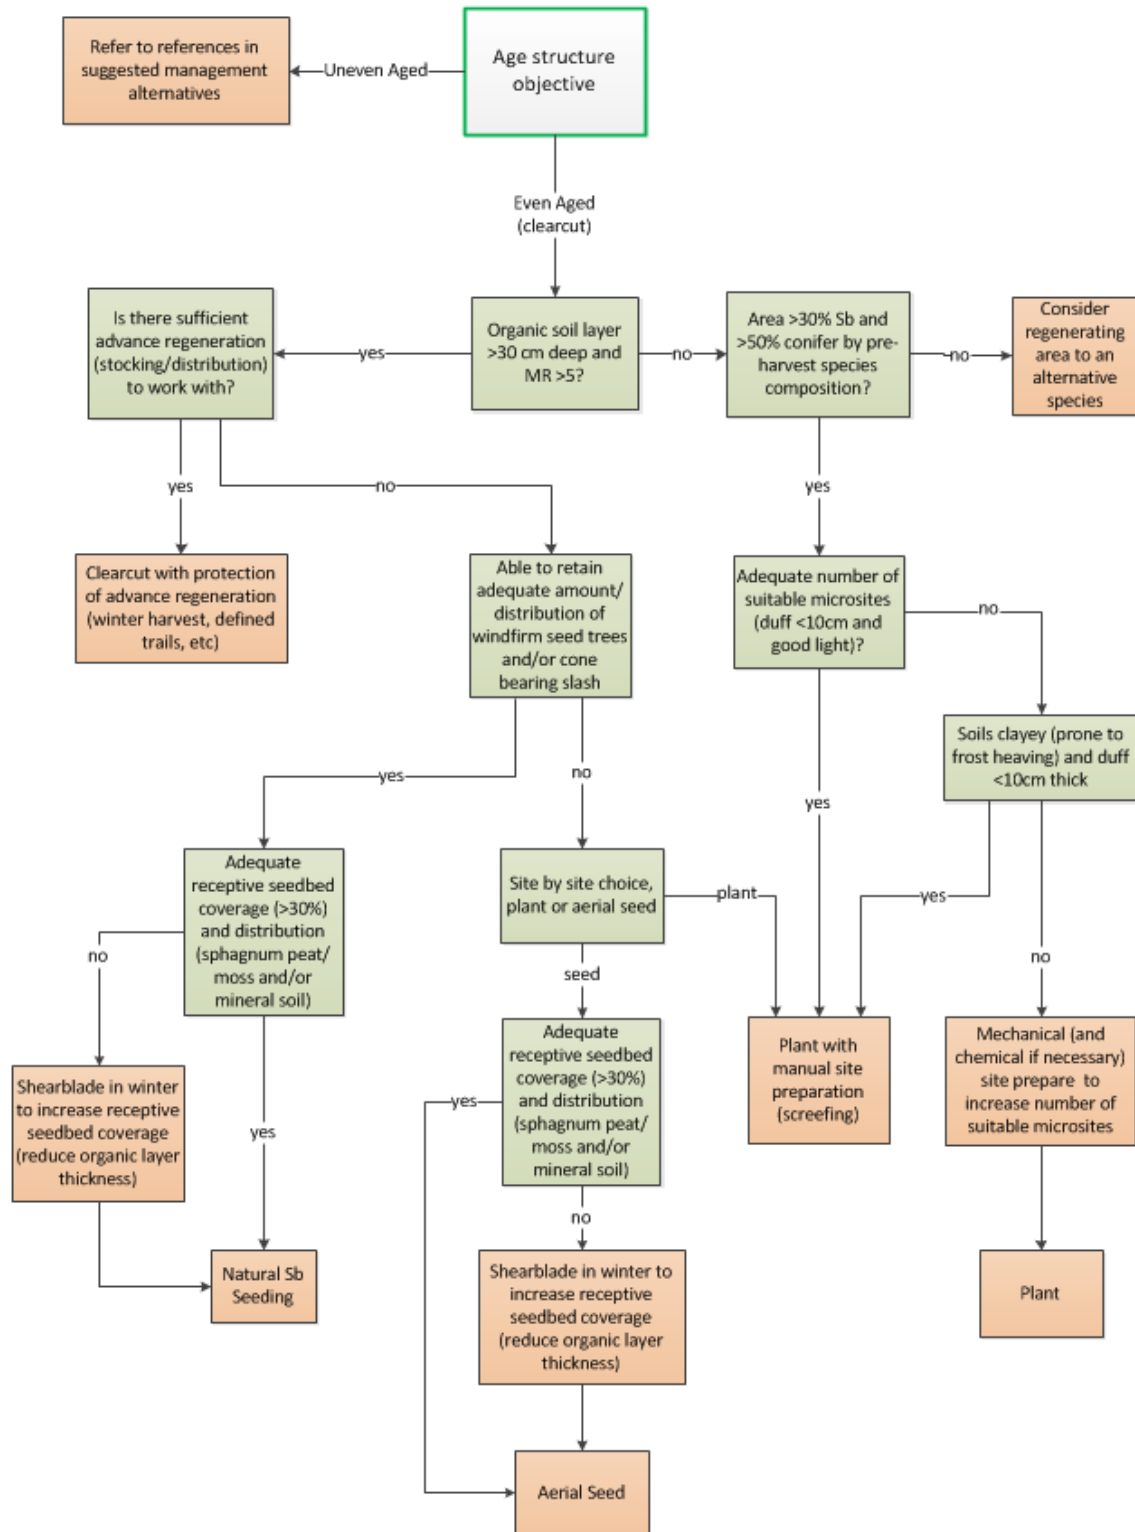 Refer to references in
suggested management
alternatives
Uneven Aged
Age structure
objective
Even Aged
(clearcut)
Is there sufficient
advance regeneration
(stocking/distribution)
to work with?
yes
Organic soil layer
>30 cm deep and
MR >5?
no
Area >30% Sb and
>50% conifer by pre-
harvest species
composition?
no
Consider
regenerating
area to an
alternative
species
yes
no
yes
Clearcut with protection
of advance regeneration
(winter harvest, defined
trails, etc)
Able to retain
adequate amount/
distribution of
windfirm seed trees
and/or cone
bearing slash
Adequate number of
suitable microsites
(duff <10cm and
good light)?
no
Soils clayey (prone to
frost heaving) and duff
<10cm thick
yes
no
yes
Adequate
receptive seedbed
coverage (>30%)
and distribution
(sphagnum peat/
moss and/or
mineral soil)
Site by site choice,
plant or aerial seed
plant
yes
no
seed
no
Shearblade in winter
to increase receptive
seedbed coverage
(reduce organic layer
thickness)
yes
yes
Adequate
receptive seedbed
coverage (>30%)
and distribution
(sphagnum peat/
moss and/or
mineral soil)
Plant with
manual site
preparation
(screefing)
Mechanical (and
chemical if necessary)
site prepare to
increase number of
suitable microsites
no
Natural Sb
Seeding
Shearblade in winter to
increase receptive
seedbed coverage
(reduce organic layer
thickness)
Plant
Aerial Seed